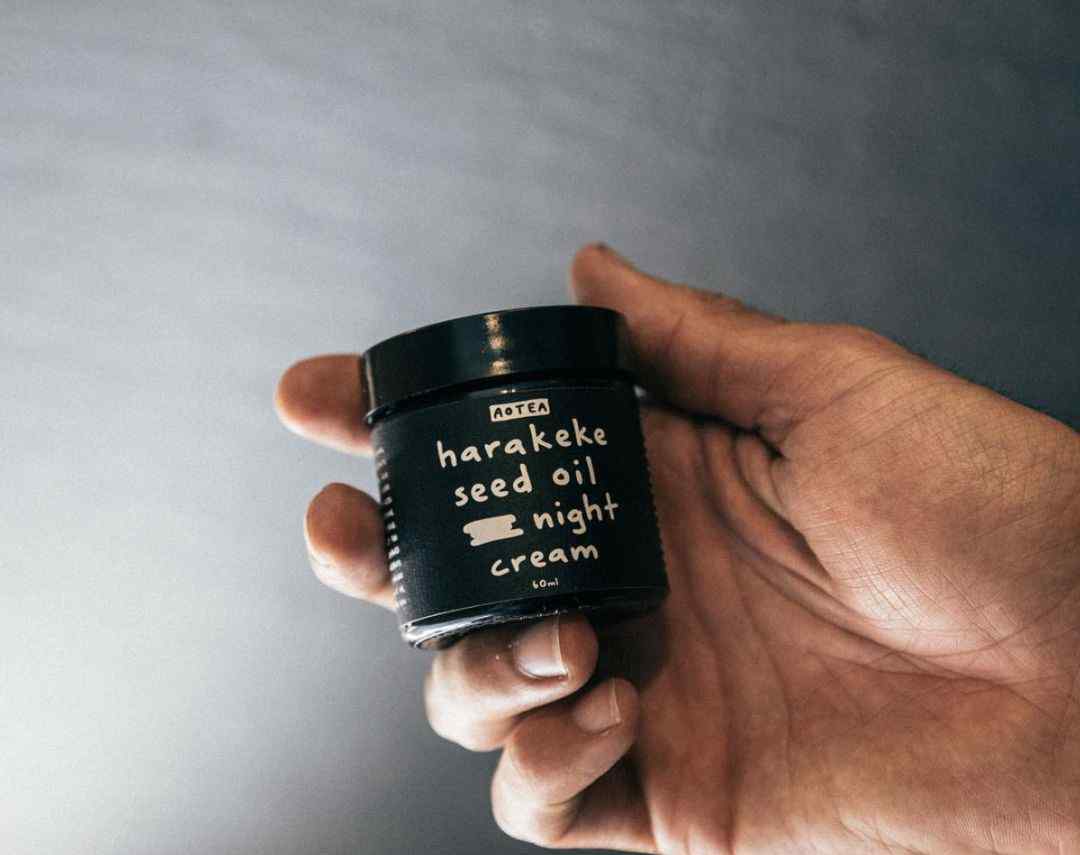 AOTEA
harakeke
seed oil
night
cream
60ml